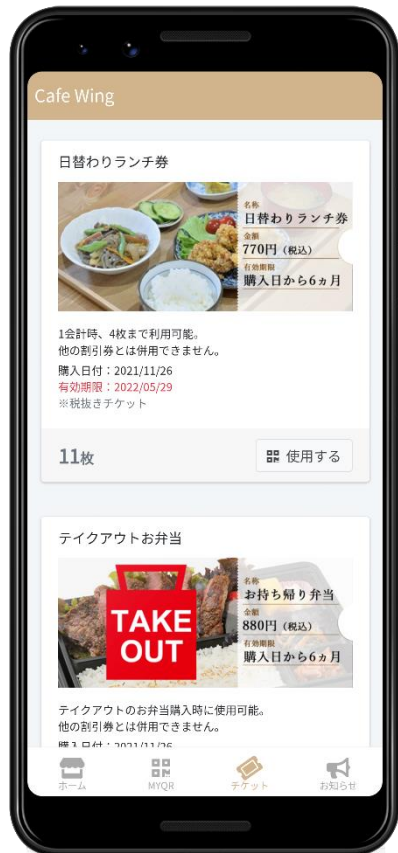 Cafe Wing
日替わりランチ券
名称
日替わりランチ券
金額
770円 (税込)
有効期限
購入日から6ヵ月
1会計時、4枚まで利用可能。
他の割引券とは併用できません。
購入日付：2021/11/26
有効期限：2022/05/29
※税抜きチケット
11枚
使用する
テイクアウトお弁当
TAKE
OUT
名称
お持ち帰り弁当
金額
880円 (税込)
有効期限
購入日から6ヵ月
テイクアウトのお弁当購入時に使用可能。
他の割引券とは併用できません。
購入日付：2021/11/26
ホーム
MYQR
チケット
お知らせ